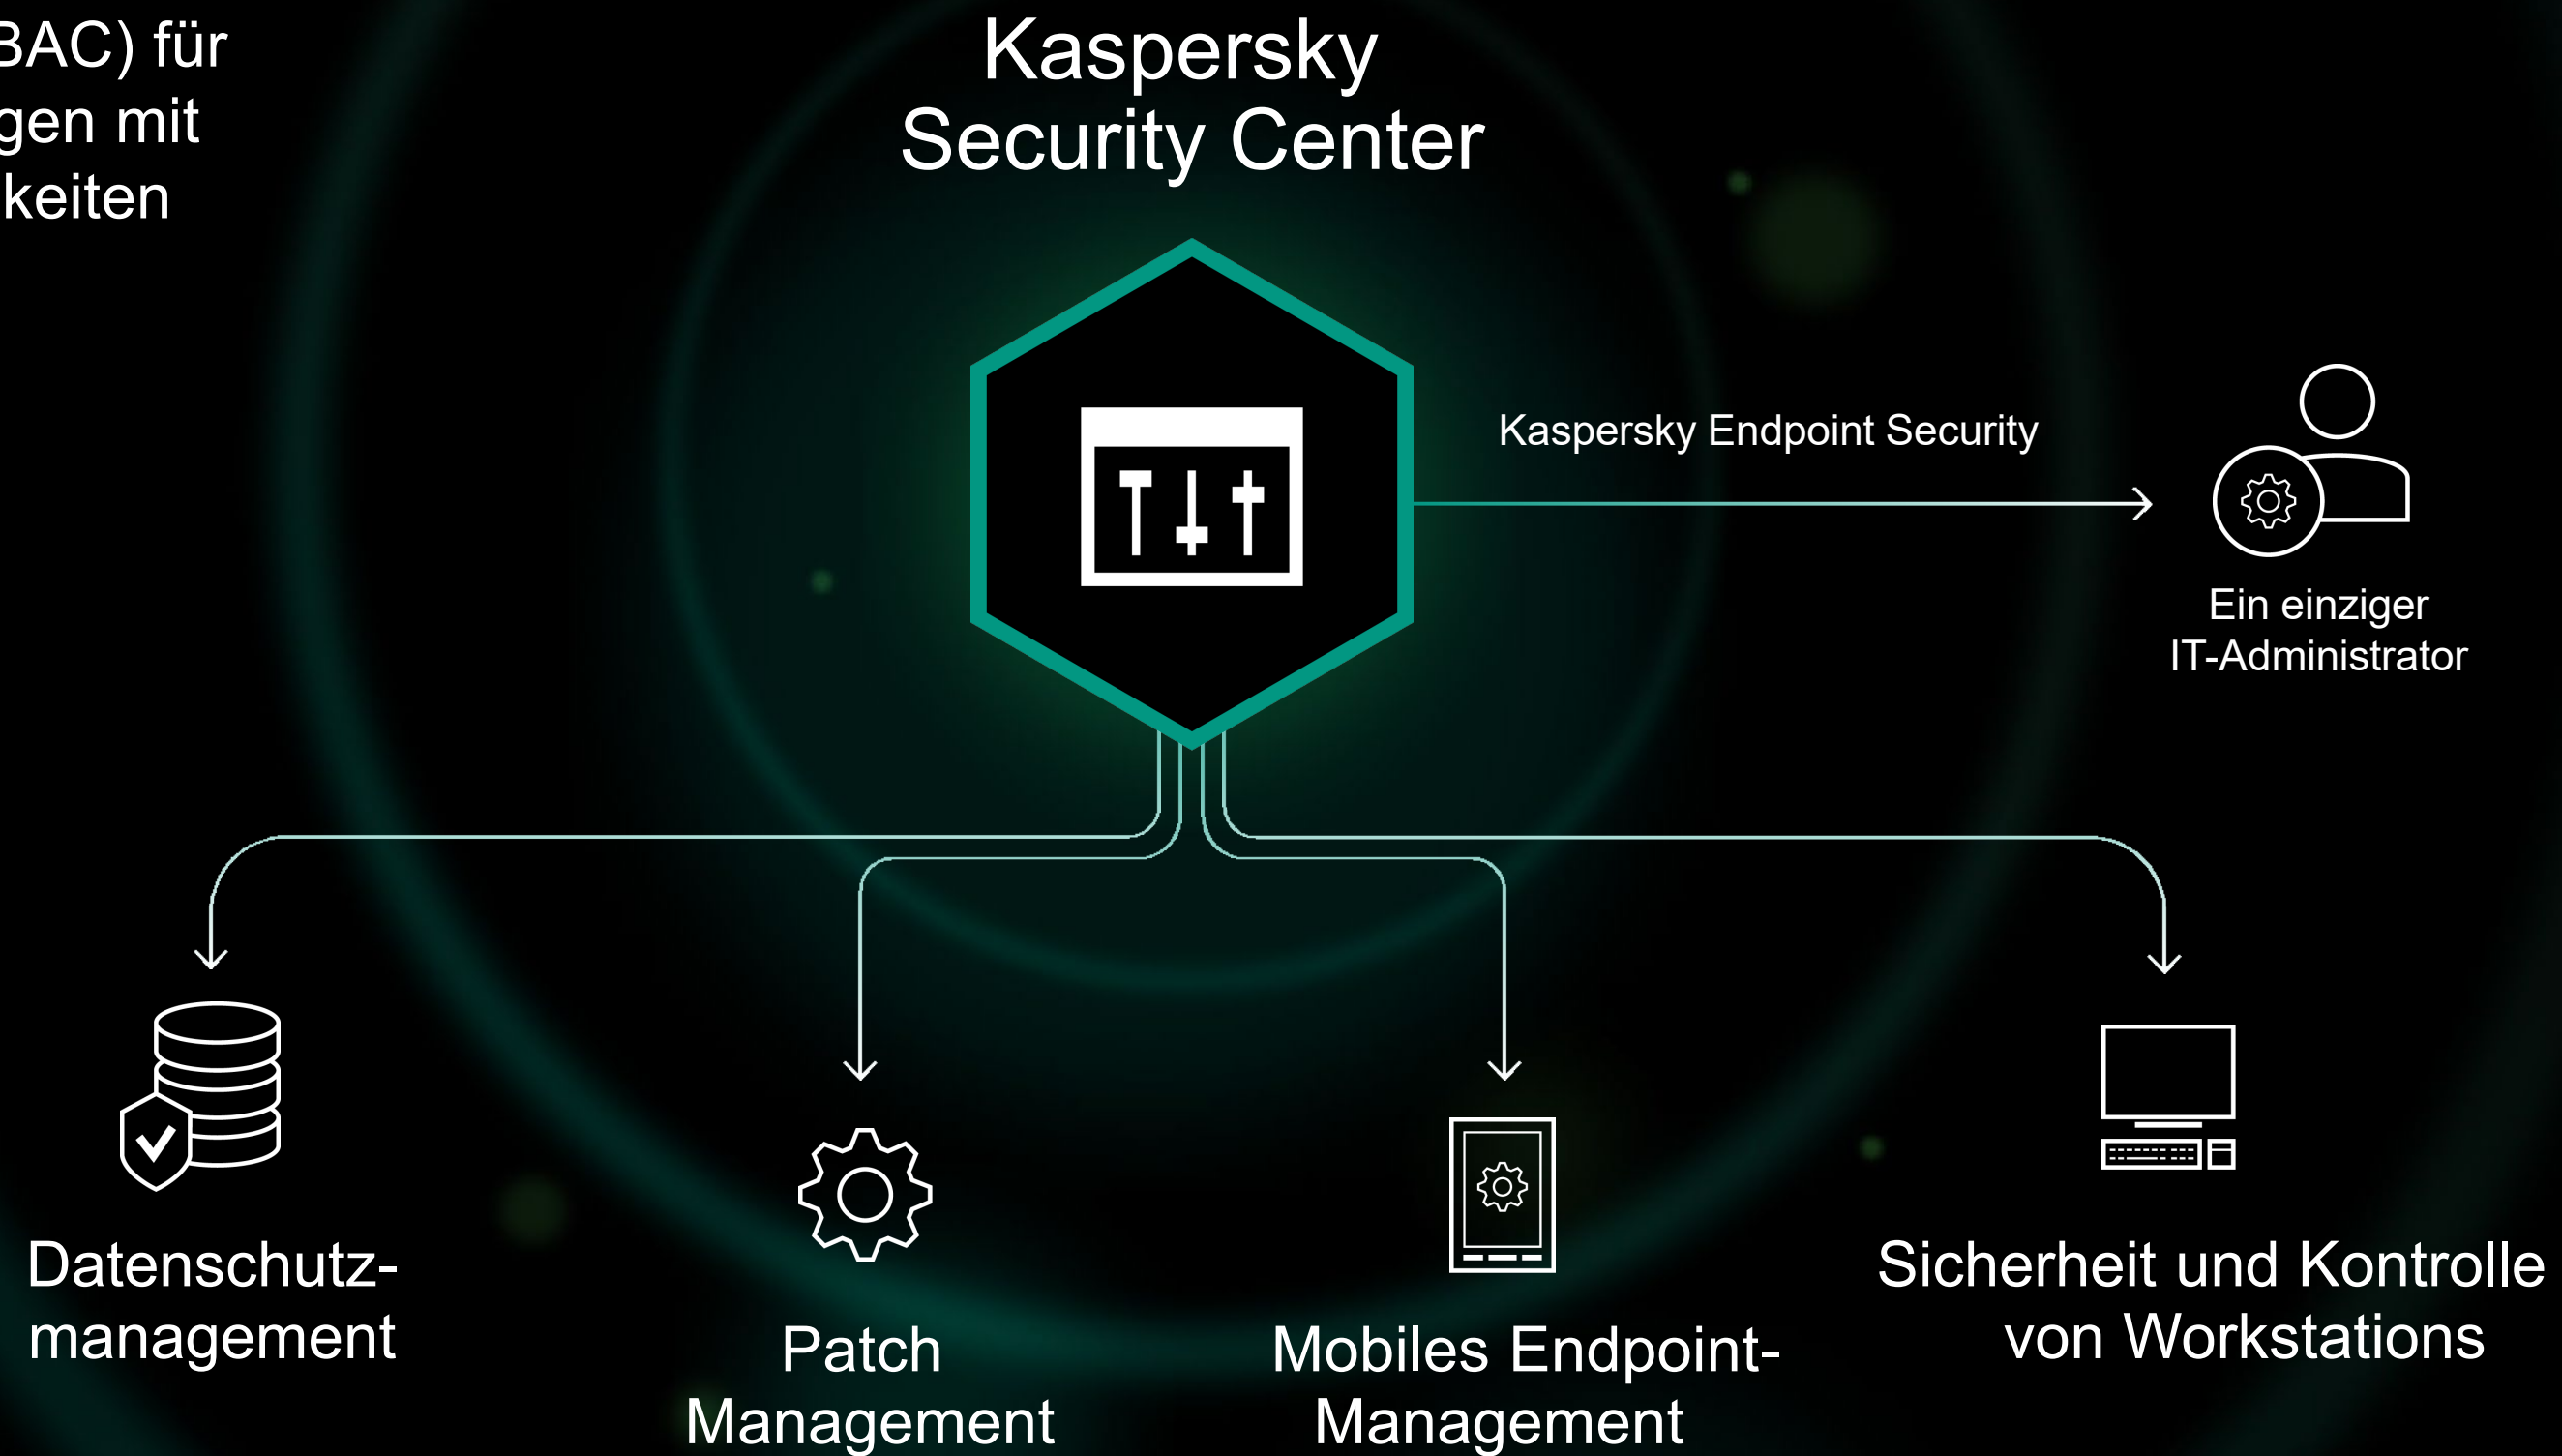 BAC) für
gen mit
keiten
Kaspersky
Security Center
Kaspersky Endpoint Security
Ein einziger
IT-Administrator
Datenschutz-
management
Patch
Management
Mobiles Endpoint-
Management
Sicherheit und Kontrolle
von Workstations